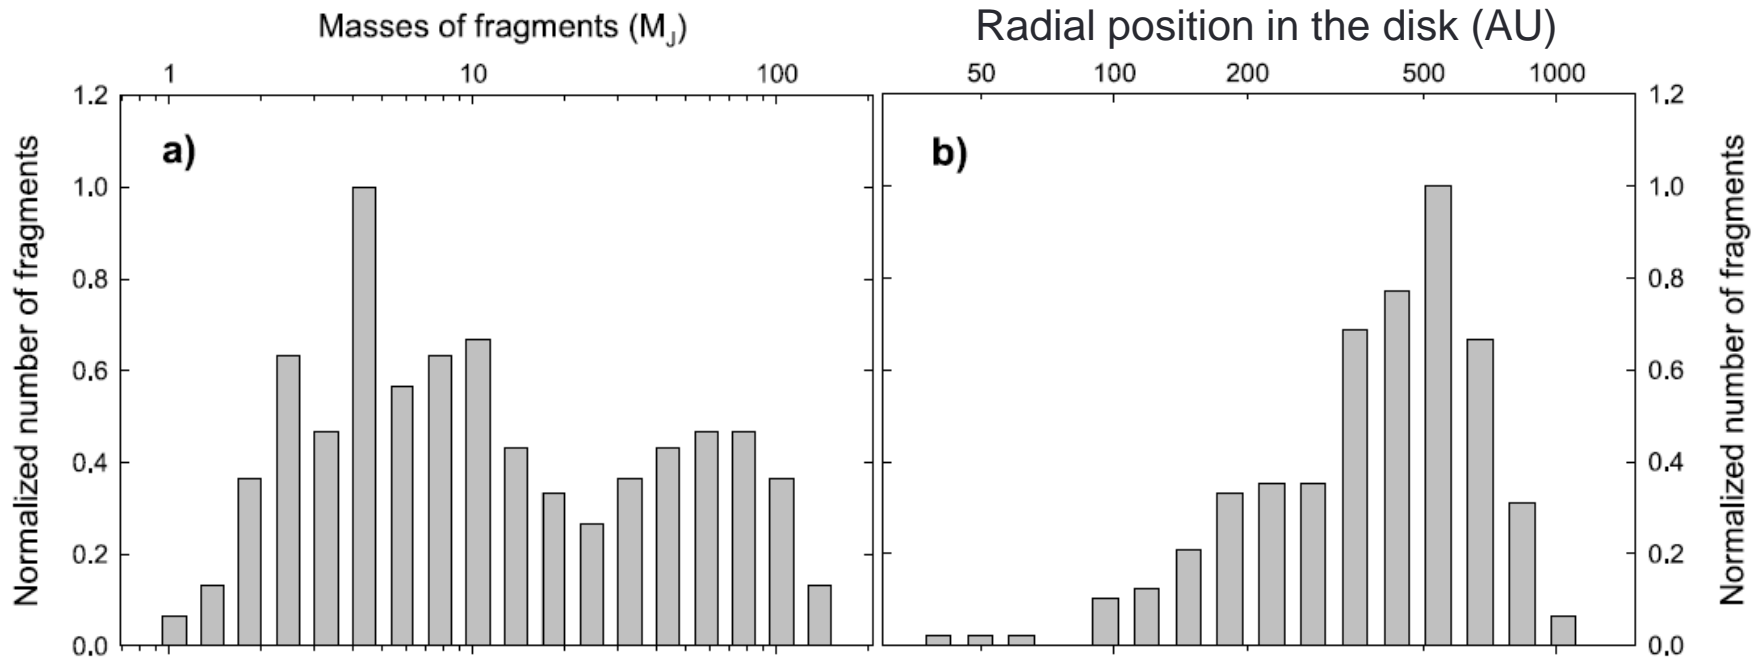 Masses of fragments (MJ)
Radial position in the disk (AU)
1 10 100
50 100 200 500 1000
a)
b)
Normalized number of fragments
1.2
1.0
0.8
0.6
0.4
0.2
0.0
1.2
1.0
0.8
0.6
0.4
0.2
0.0
Normalized number of fragments